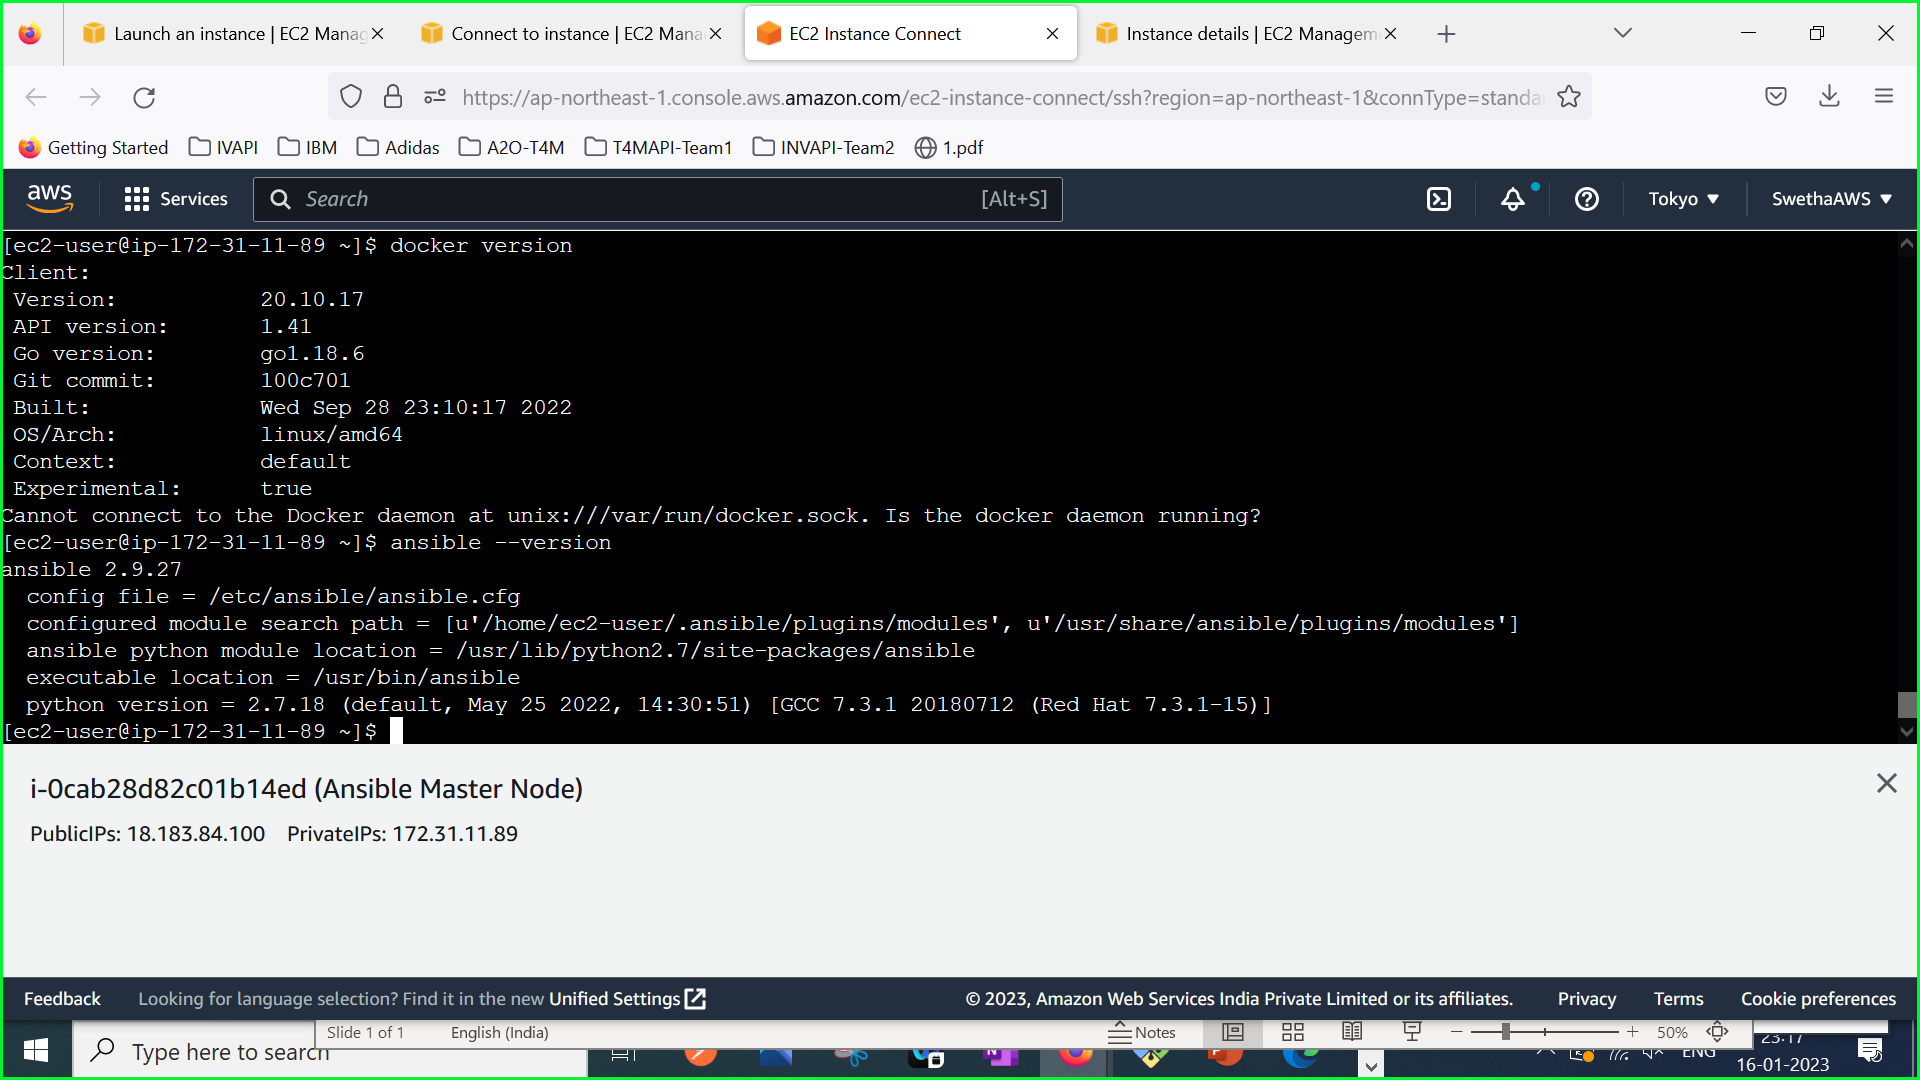 Launch an instance | EC2 Manag
Connect to instance | EC2 Mana
EC2 Instance Connect
Instance details | EC2 Managem
https://ap-northeast-1.console.aws.amazon.com/ec2-instance-connect/ssh?region=ap-northeast-1&connType=standa
Getting Started
IVAPI
IBM
Adidas
A2O-T4M
T4MAPI-Team1
INVAPI-Team2
1.pdf
aws
Services
Search
[Alt+S]
Tokyo
SwethaAWS
[ec2-user@ip-172-31-11-89 ~]$ docker version
Client:
Version: 20.10.17
API version: 1.41
Go version: go1.18.6
Git commit: 100c701
Built: Wed Sep 28 23:10:17 2022
OS/Arch: linux/amd64
Context: default
Experimental: true
Cannot connect to the Docker daemon at unix:///var/run/docker.sock. Is the docker daemon running?
[ec2-user@ip-172-31-11-89 ~]$ ansible --version
ansible 2.9.27
config file = /etc/ansible/ansible.cfg
configured module search path = [u'/home/ec2-user/.ansible/plugins/modules', u'/usr/share/ansible/plugins/modules']
ansible python module location = /usr/lib/python2.7/site-packages/ansible
executable location = /usr/bin/ansible
python version = 2.7.18 (default, May 25 2022, 14:30:51) [GCC 7.3.1 20180712 (Red Hat 7.3.1-15)]
[ec2-user@ip-172-31-11-89 ~]$
i-0cab28d82c01b14ed (Ansible Master Node)
PublicIPs: 18.183.84.100 PrivateIPs: 172.31.11.89
Feedback
Looking for language selection? Find it in the new Unified Settings
© 2023, Amazon Web Services India Private Limited or its affiliates.
Privacy
Terms
Cookie preferences
Slide 1 of 1
English (India)
Notes
50%
Type here to search
ENG
23:17
16-01-2023